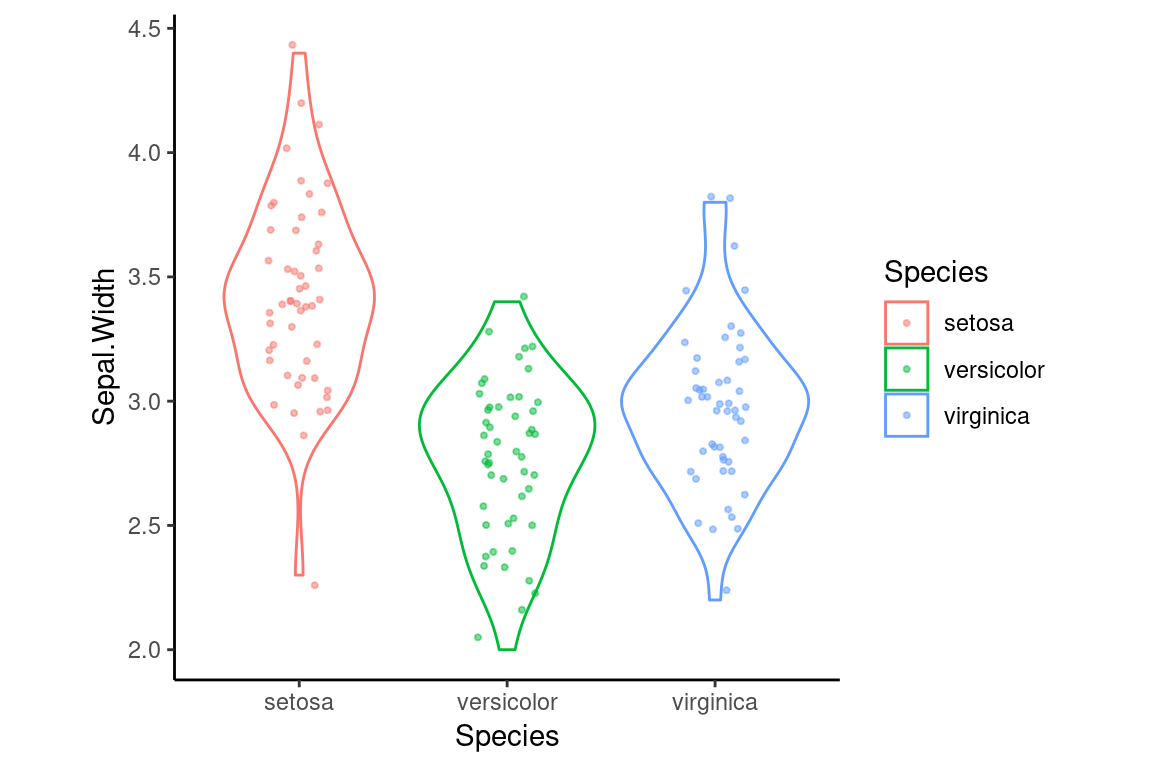 4.5
4.0
3.5
3.0
2.5
2.0
Sepal.Width
setosa
versicolor
virginica
Species
Species
setosa
versicolor
virginica